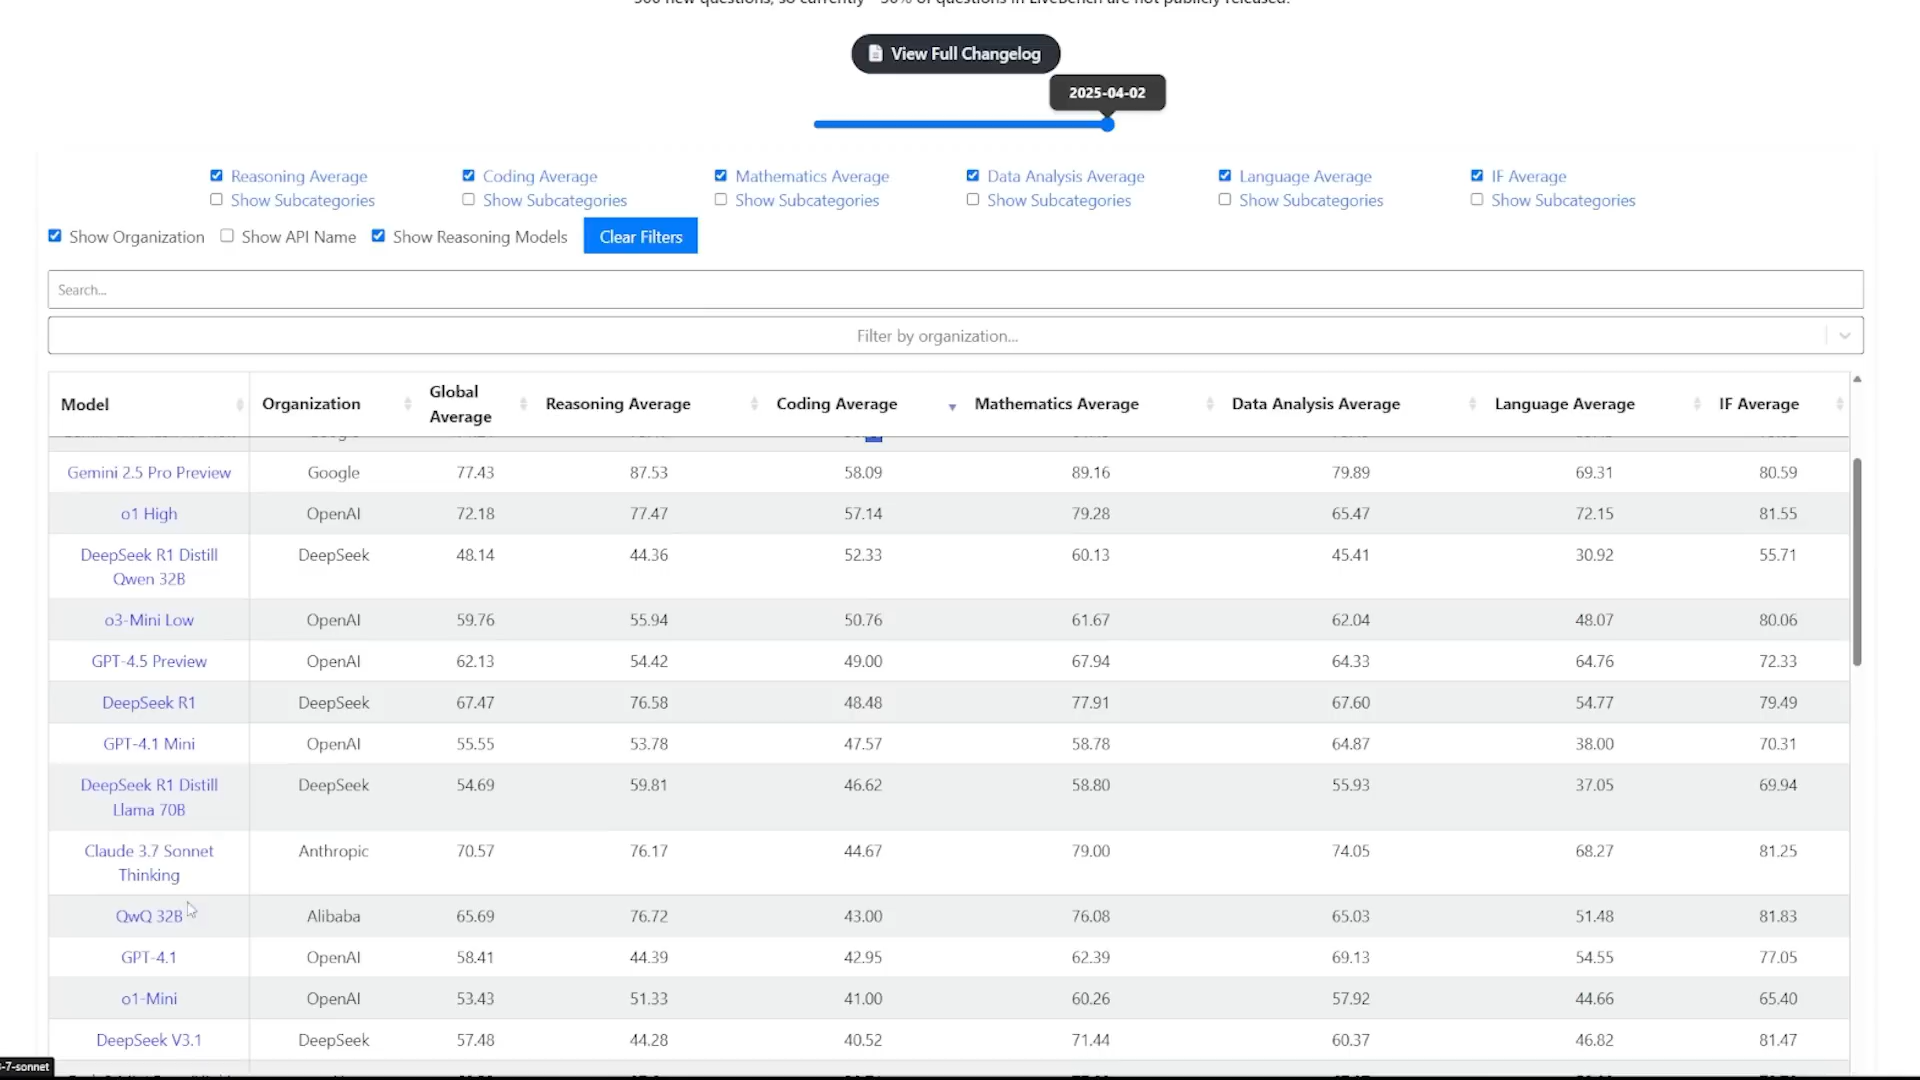 View Full Changelog
2025-04-02
Reasoning Average Coding Average Mathematics Average Data Analysis Average Language Average IF Average
Show Subcategories Show Subcategories Show Subcategories Show Subcategories Show Subcategories Show Subcategories
Show Organization Show API Name Show Reasoning Models Clear Filters
Search...
Filter by organization...
Model Organization Global Average Reasoning Average Coding Average Mathematics Average Data Analysis Average Language Average IF Average
Gemini 2.5 Pro Preview Google 77.43 87.53 58.09 89.16 79.89 69.31 80.59
o1 High OpenAI 72.18 77.47 57.14 79.28 65.47 72.15 81.55
DeepSeek R1 Distill DeepSeek 48.14 44.36 52.33 60.13 45.41 30.92 55.71
Qwen 32B
o3-Mini Low OpenAI 59.76 55.94 50.76 61.67 62.04 48.07 80.06
GPT-4.5 Preview OpenAI 62.13 54.42 49.00 67.94 64.33 64.76 72.33
DeepSeek R1 DeepSeek 67.47 76.58 48.48 77.91 67.60 54.77 79.49
GPT-4.1 Mini OpenAI 55.55 53.78 47.57 58.78 64.87 38.00 70.31
DeepSeek R1 Distill DeepSeek 54.69 59.81 46.62 58.80 55.93 37.05 69.94
Llama 70B
Claude 3.7 Sonnet Anthropic 70.57 76.17 44.67 79.00 74.05 68.27 81.25
Thinking
QwQ 32B Alibaba 65.69 76.72 43.00 76.08 65.03 51.48 81.83
GPT-4.1 OpenAI 58.41 44.39 42.95 62.39 69.13 54.55 77.05
o1-Mini OpenAI 53.43 51.33 41.00 60.26 57.92 44.66 65.40
DeepSeek V3.1 DeepSeek 57.48 44.28 40.52 71.44 60.37 46.82 81.47
-7-sonnet